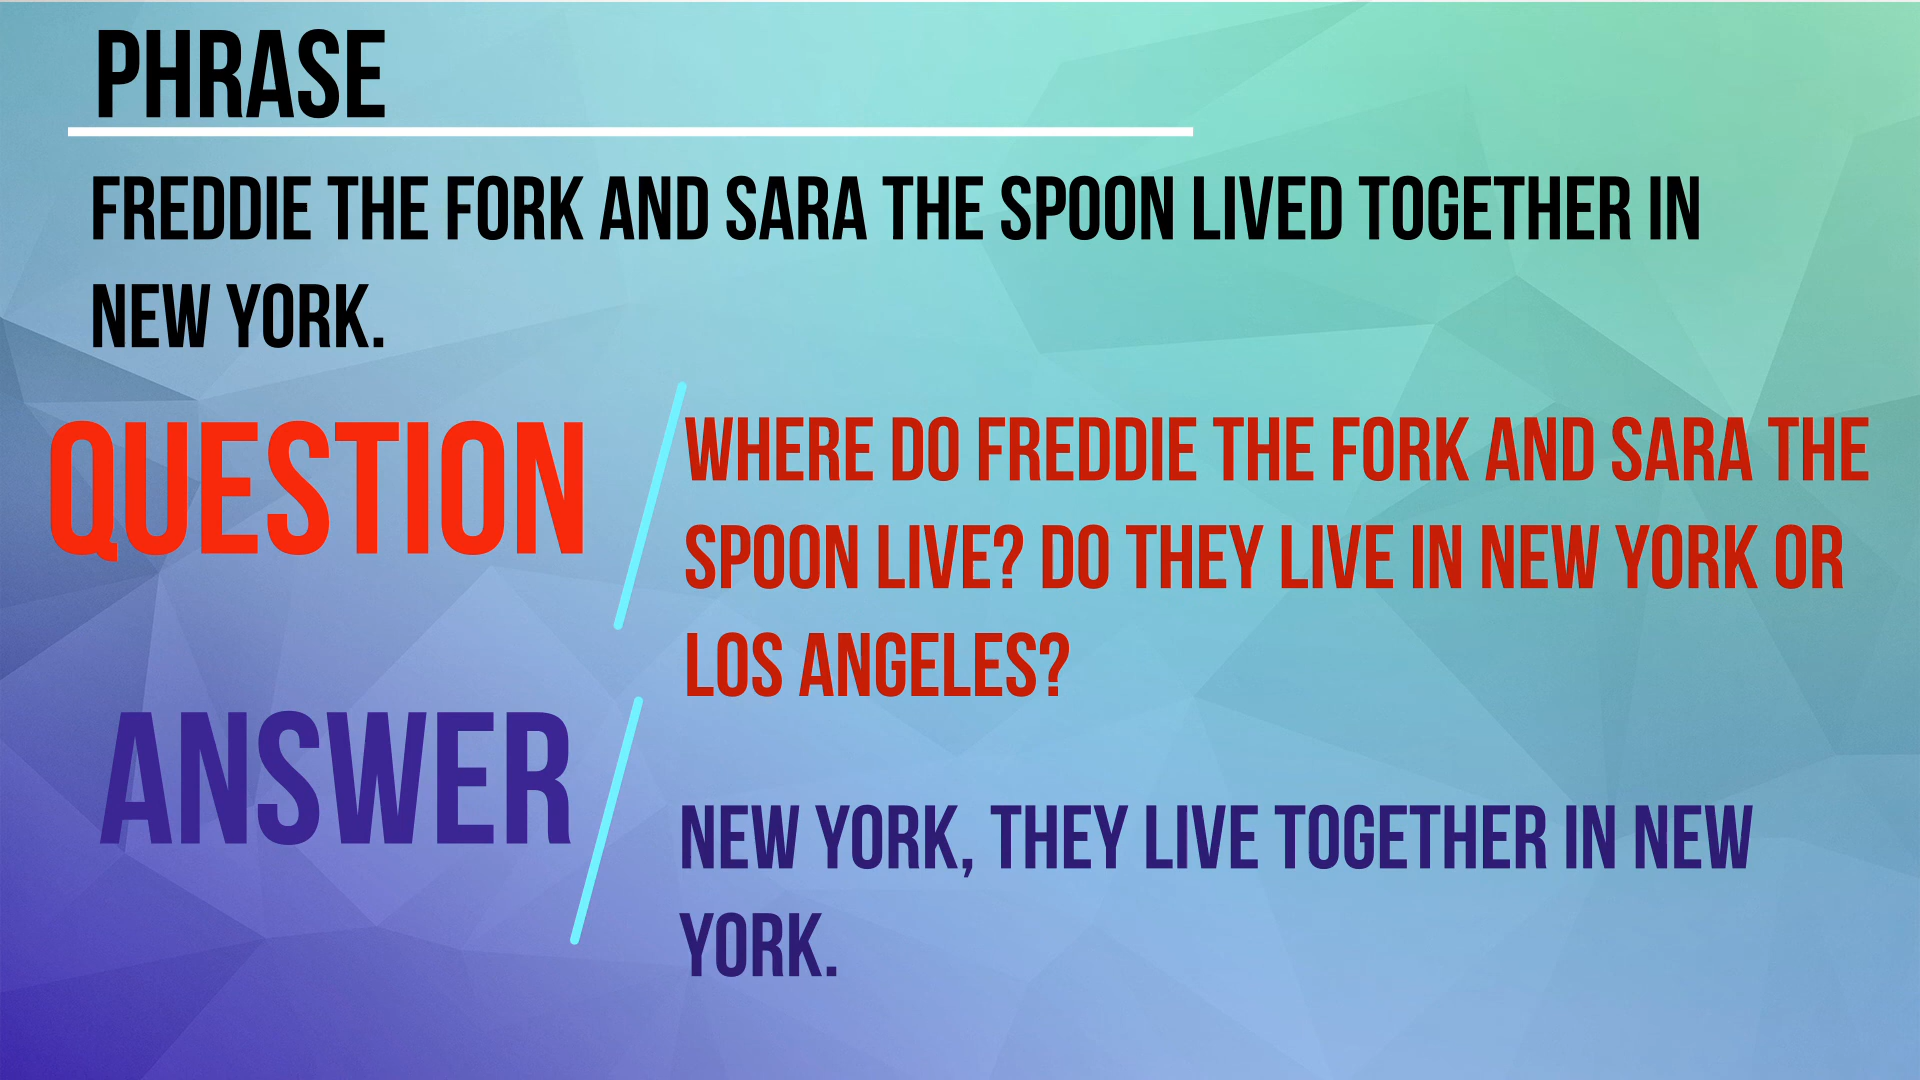 PHRASE
FREDDIE THE FORK AND SARA THE SPOON LIVED TOGETHER IN
NEW YORK.
QUESTION
WHERE DO FREDDIE THE FORK AND SARA THE
SPOON LIVE? DO THEY LIVE IN NEW YORK OR
LOS ANGELES?
ANSWER
NEW YORK, THEY LIVE TOGETHER IN NEW
YORK.